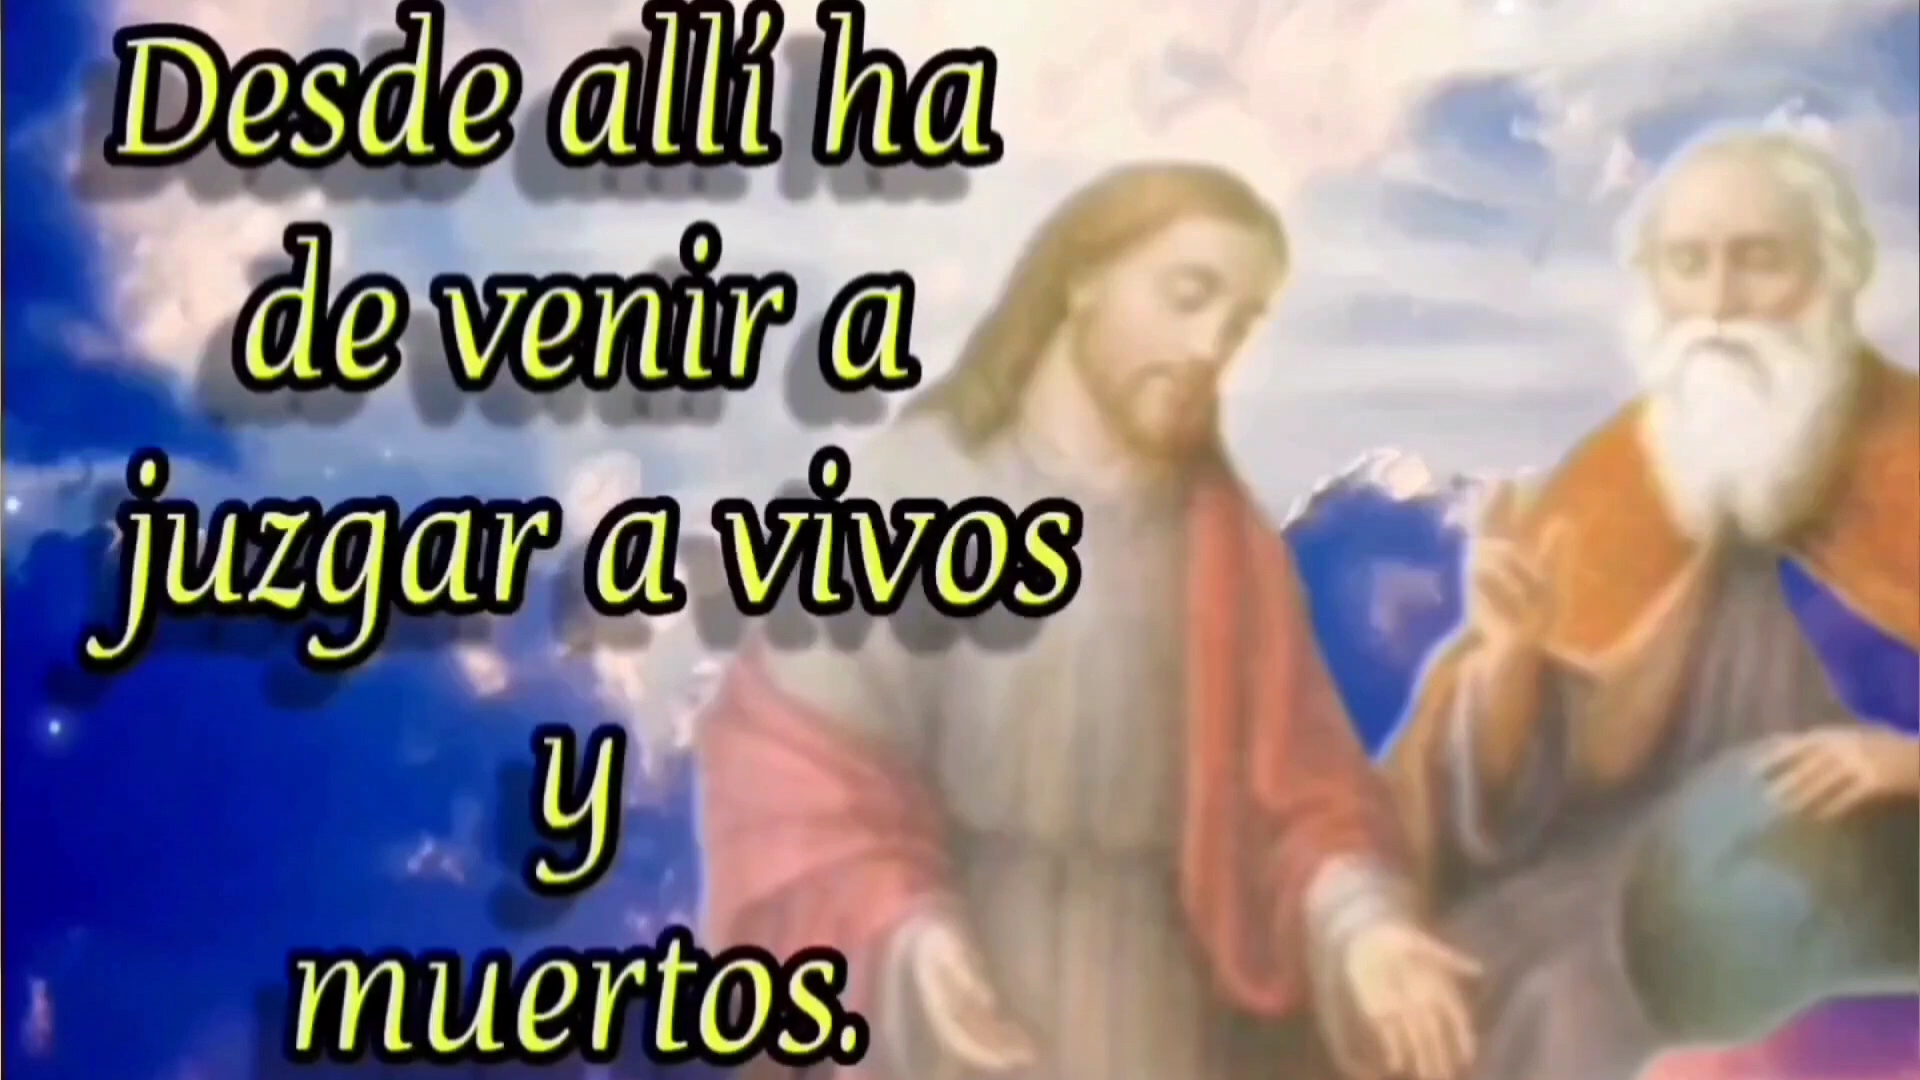 Desde allí ha
de venir a
juzgar a vivos
y
muertos.